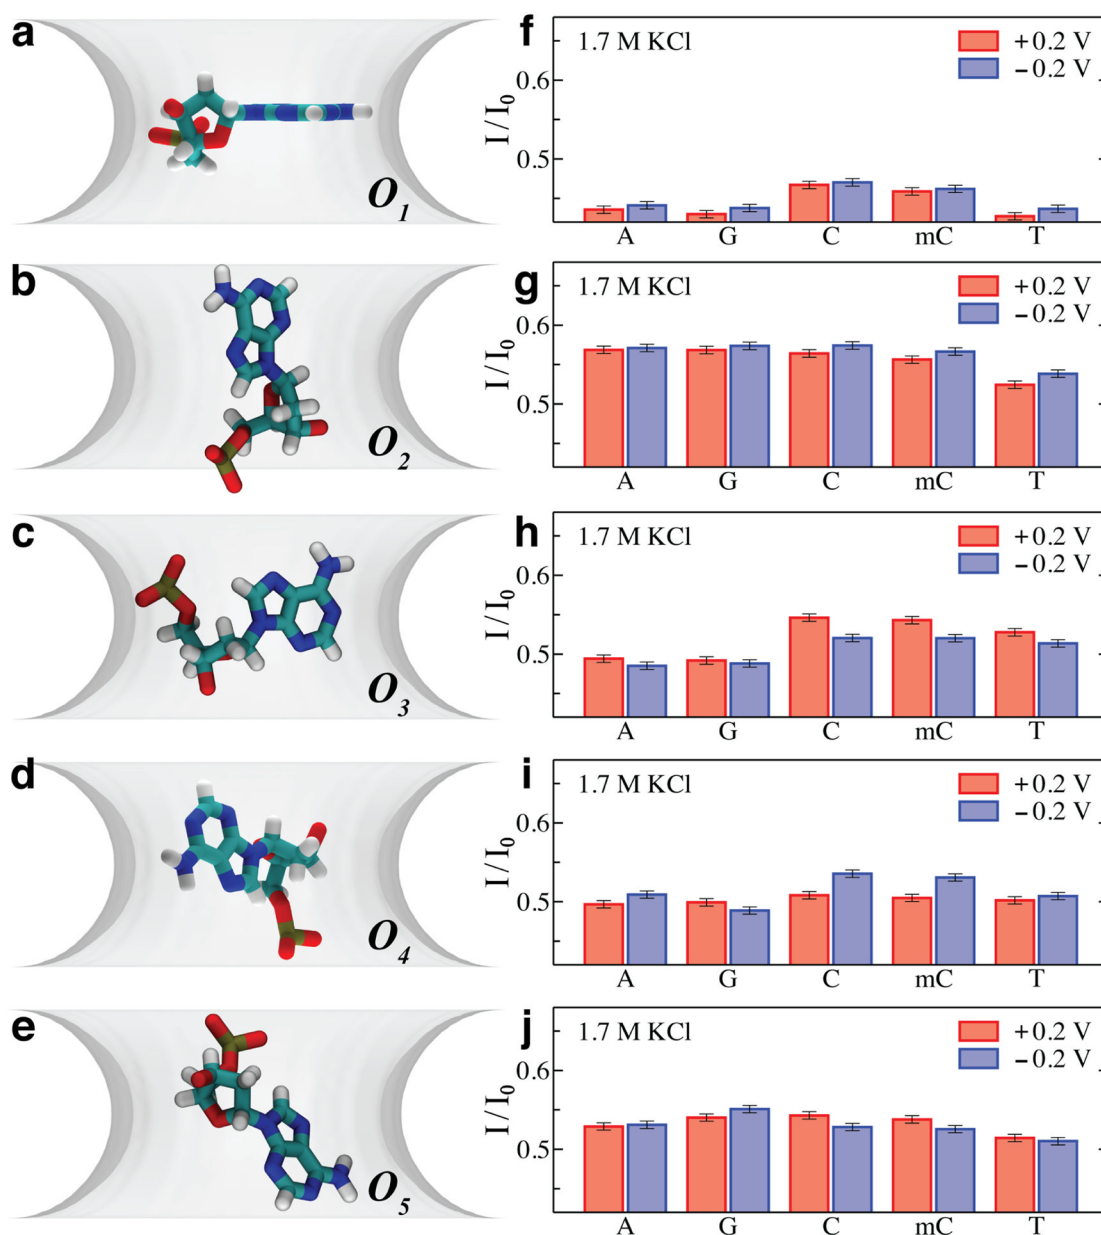 a
O1
f
1.7 M KCl
+0.2 V
−0.2 V
I/I0
0.6
0.5
A G C mC T
b
O2
g
1.7 M KCl
+0.2 V
−0.2 V
I/I0
0.6
0.5
A G C mC T
c
O3
h
1.7 M KCl
+0.2 V
−0.2 V
I/I0
0.6
0.5
A G C mC T
d
O4
i
1.7 M KCl
+0.2 V
−0.2 V
I/I0
0.6
0.5
A G C mC T
e
O5
j
1.7 M KCl
+0.2 V
−0.2 V
I/I0
0.6
0.5
A G C mC T